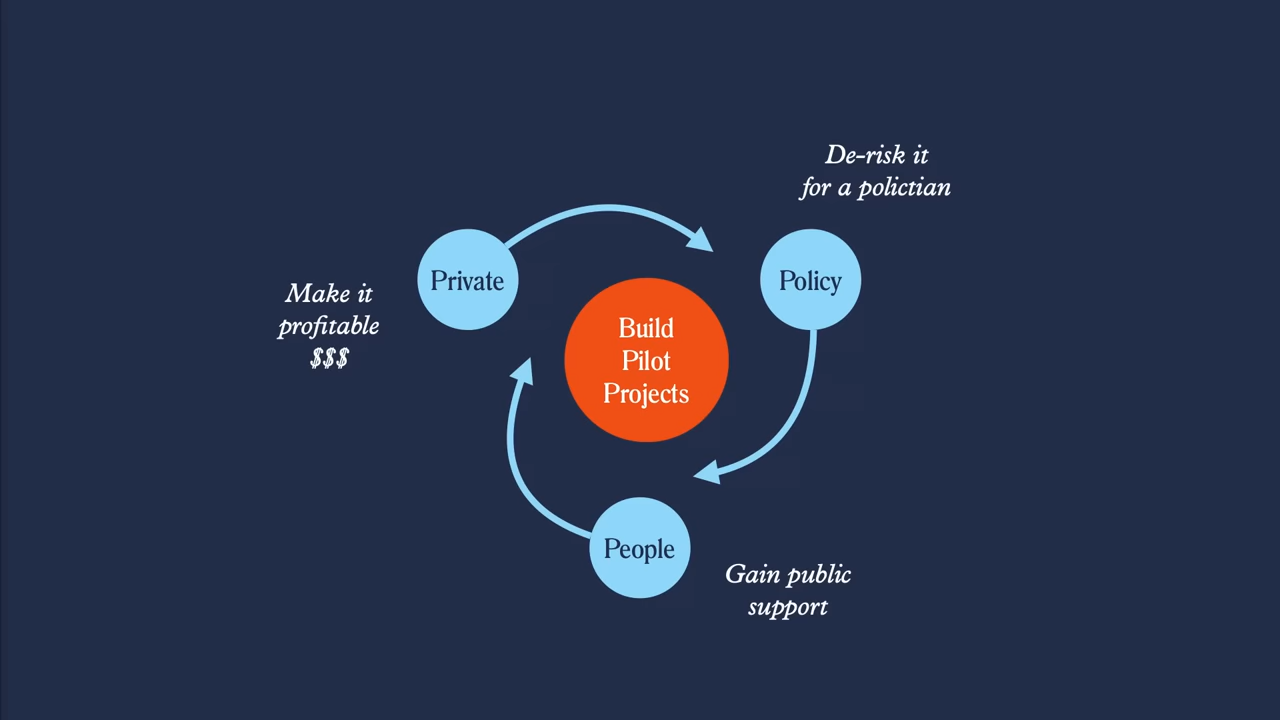 De-risk it
for a polictian
Private
Policy
Make it
profitable
$$$
Build
Pilot
Projects
People
Gain public
support